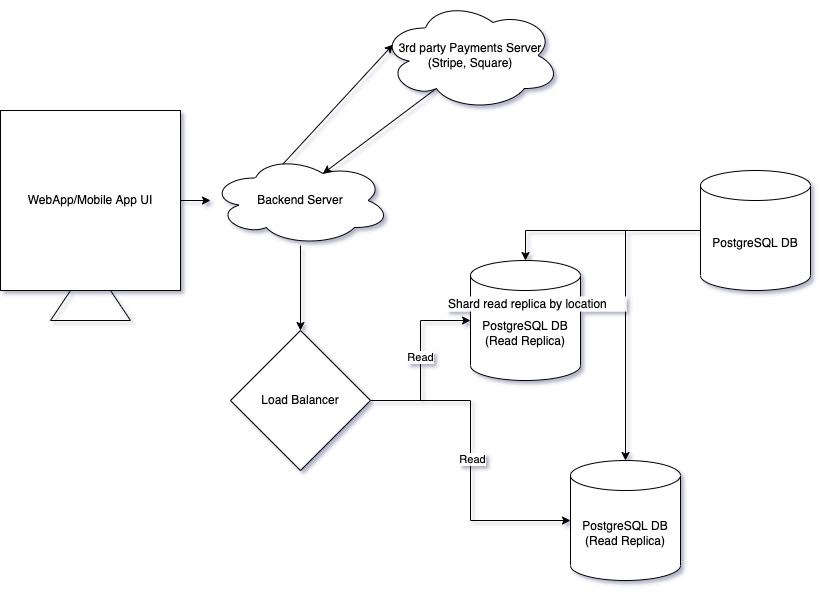 3rd party Payments Server
(Stripe, Square)
WebApp/Mobile App UI
Backend Server
PostgreSQL DB
Shard read replica by location
PostgreSQL DB
(Read Replica)
Read
Load Balancer
Read
PostgreSQL DB
(Read Replica)